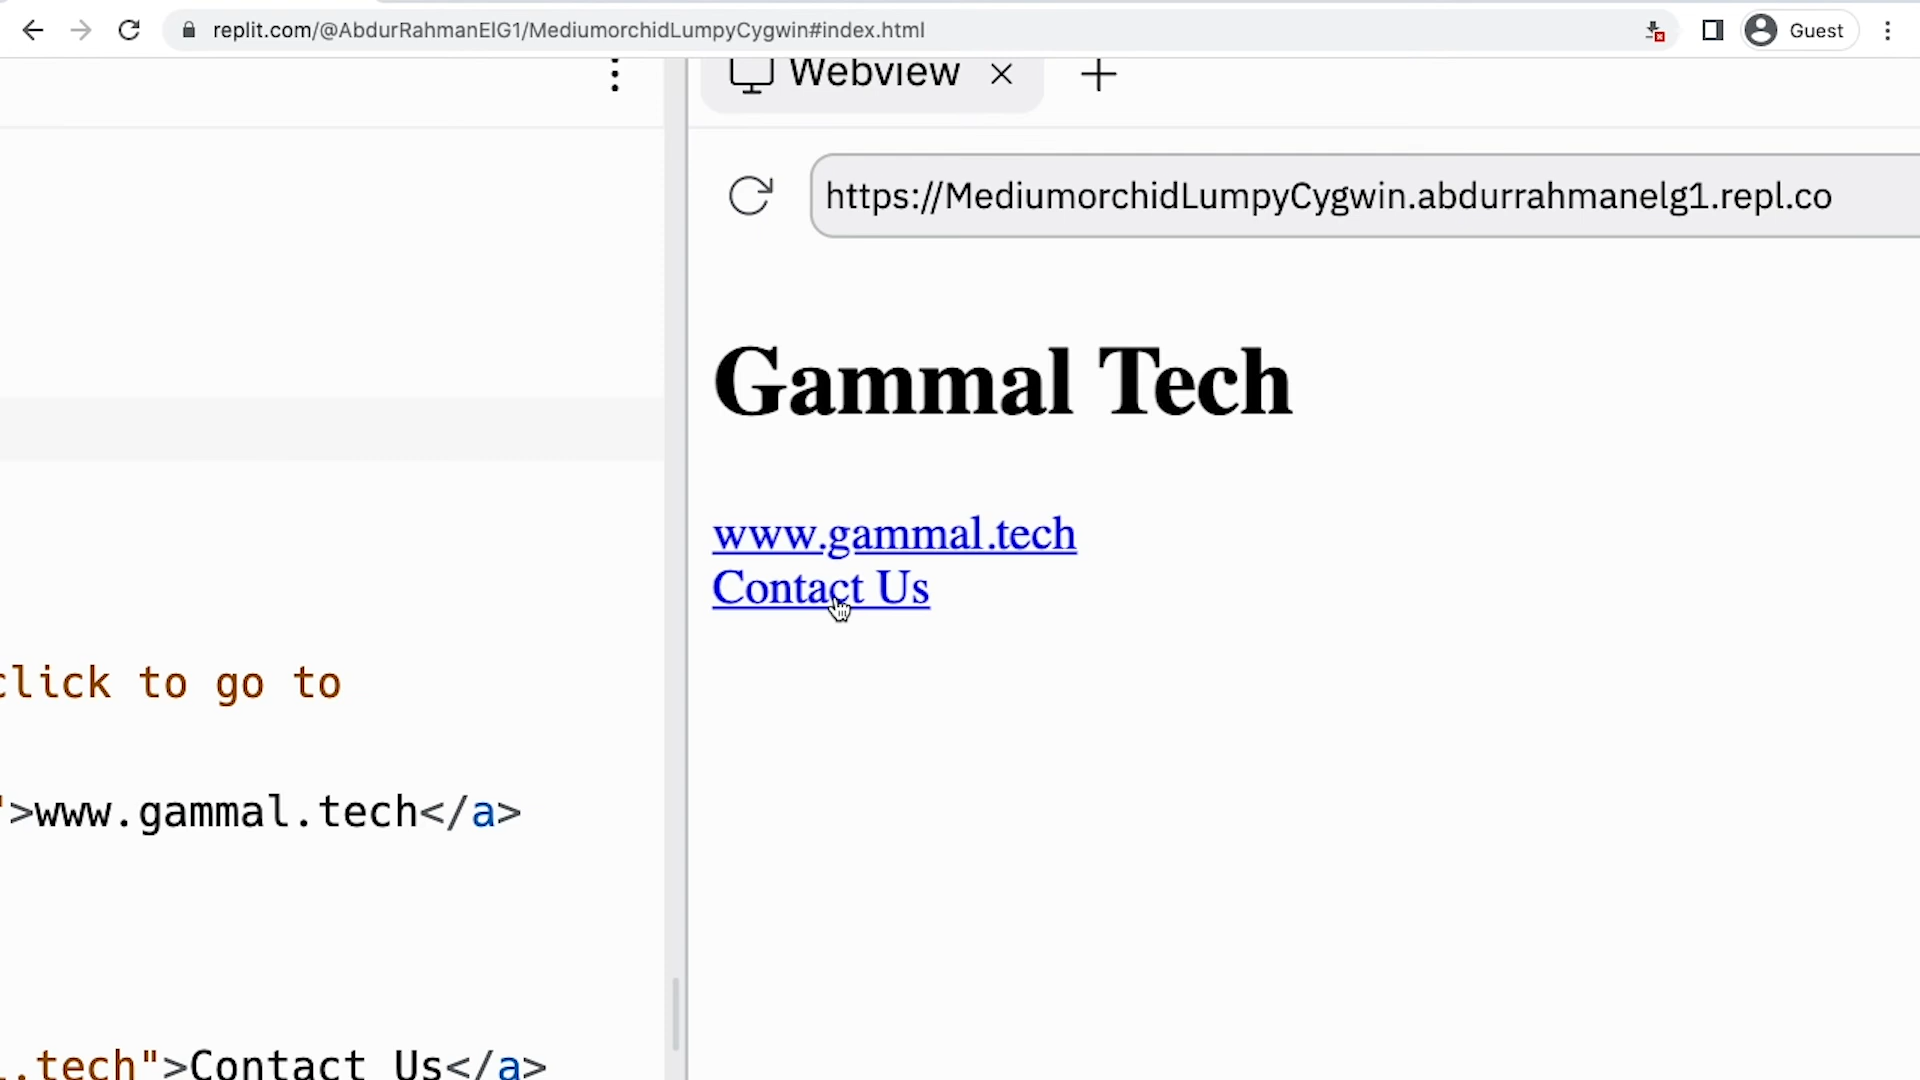 replit.com/@AbdurRahmanElG1/MediumorchidLumpyCygwin#index.html
Guest
Webview
https://MediumorchidLumpyCygwin.abdurrahmanelg1.repl.co
Gammal Tech
www.gammal.tech
Contact Us
click to go to
">www.gammal.tech</a>
.tech">Contact Us</a>